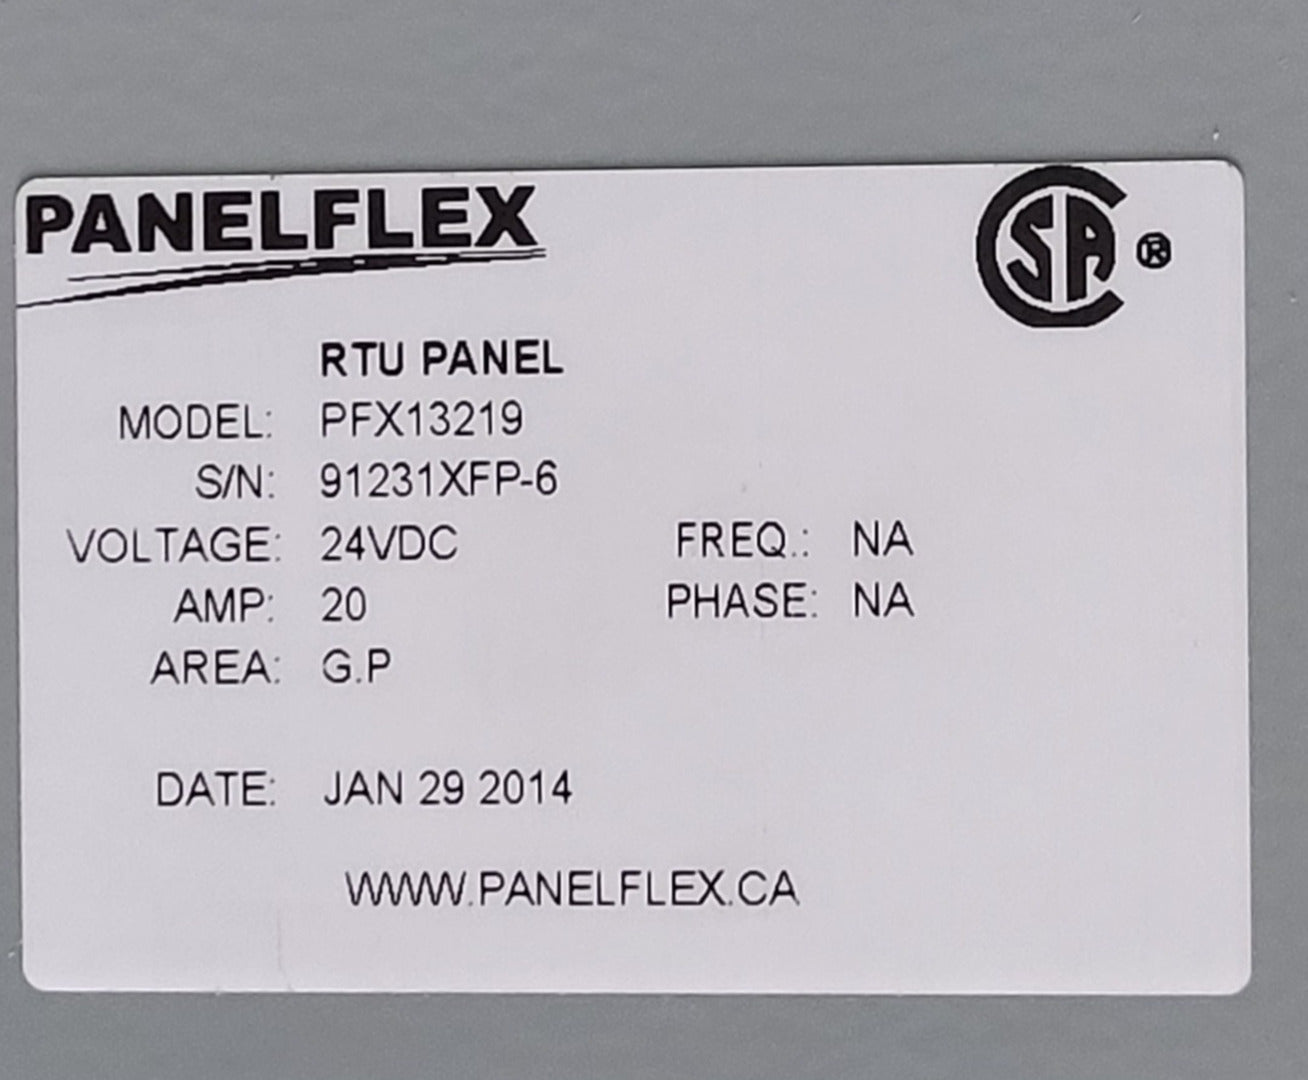 PANELFLEX
CSA ®
RTU PANEL
MODEL: PFX13219
S/N: 91231XFP-6
VOLTAGE: 24VDC FREQ.: NA
AMP: 20 PHASE: NA
AREA: G.P
DATE: JAN 29 2014
WWW.PANELFLEX.CA